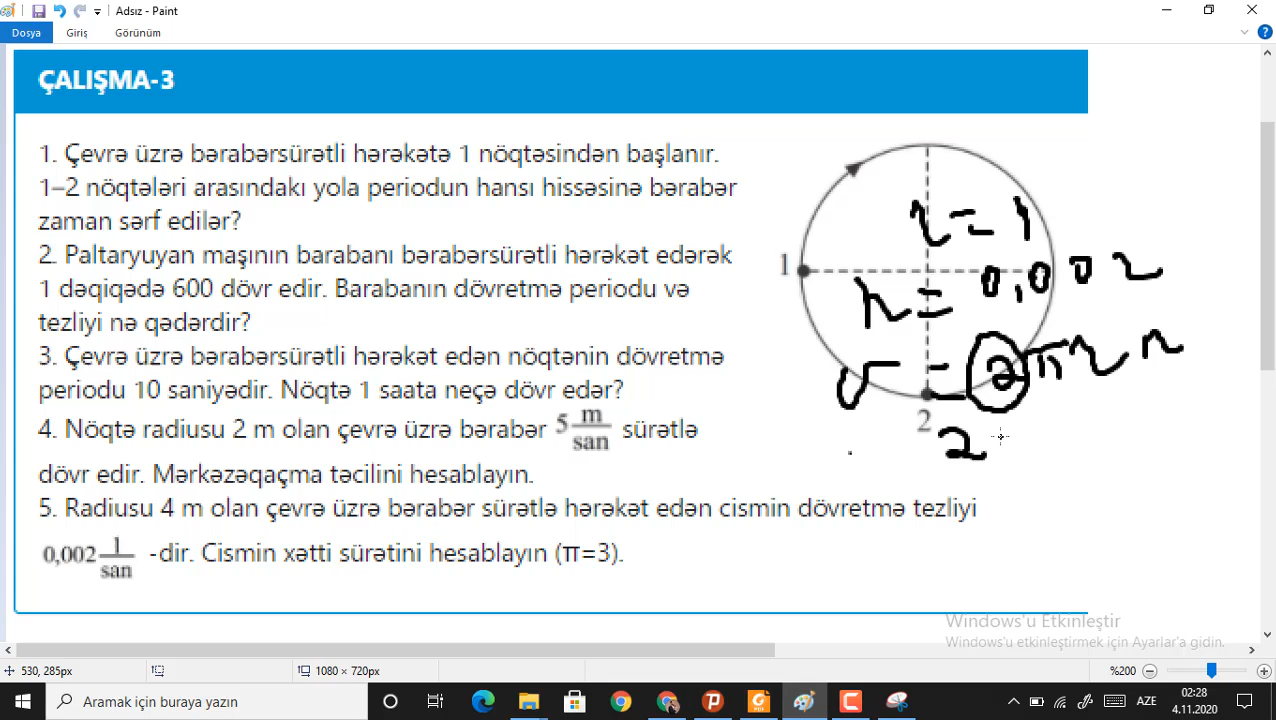 Adsız - Paint
Dosya Giriş Görünüm
ÇALIŞMA-3
1. Çevrə üzrə bərabərsürətli hərəkətə 1 nöqtəsindən başlanır.
1–2 nöqtələri arasındakı yola periodun hansı hissəsinə bərabər
zaman sərf edilər?
2. Paltaryuyan maşının barabanı bərabərsürətli hərəkət edərək
1 dəqiqədə 600 dövr edir. Barabanın dövretmə periodu və
tezliyi nə qədərdir?
3. Çevrə üzrə bərabərsürətli hərəkət edən nöqtənin dövretmə
periodu 10 saniyədir. Nöqtə 1 saata neçə dövr edər?
4. Nöqtə radiusu 2 m olan çevrə üzrə bərabər 5 m/san sürətlə
dövr edir. Mərkəzəqaçma təcilini hesablayın.
5. Radiusu 4 m olan çevrə üzrə bərabər sürətlə hərəkət edən cismin dövretmə tezliyi
0,002 1/san -dir. Cismin xətti sürətini hesablayın (π=3).
1
2
r = 1
n = 0,002
υ = 2πrn
2
Windows'u Etkinleştir
Windows'u etkinleştirmek için Ayarlar'a gidin.
530, 285px 1080 × 720px %200
Aramak için buraya yazın
AZE
02:28
4.11.2020